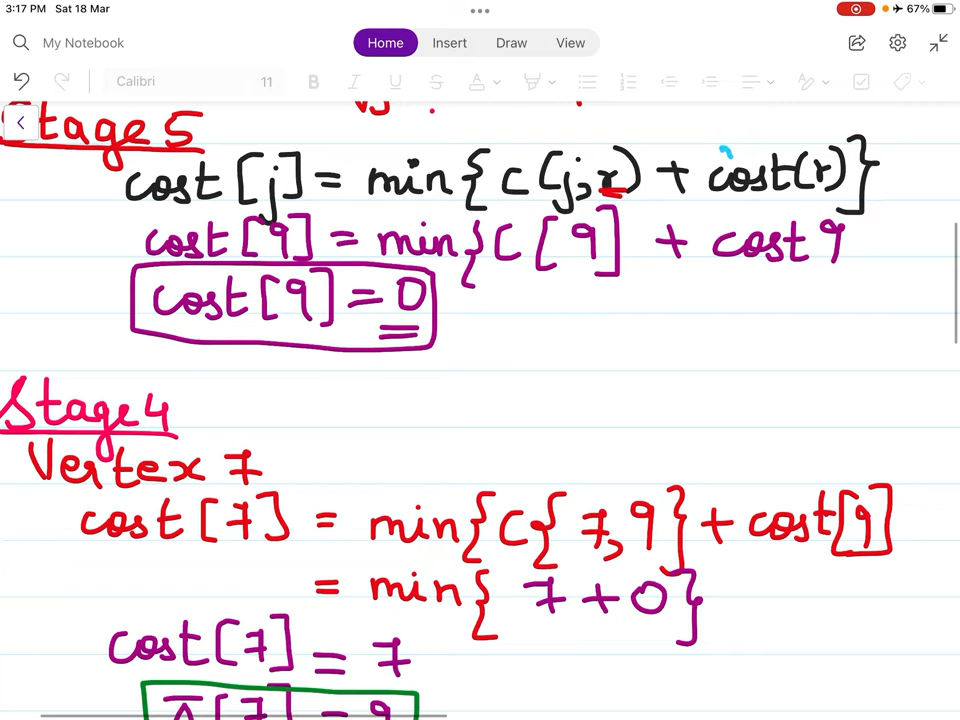 3:17 PM Sat 18 Mar
67%
My Notebook
Home Insert Draw View
Calibri 11 B I U S A
Stage 5
cost [j] = min{ c (j,r) + cost(r)}
cost [9] = min{ C [9] + cost 9
cost [9] = 0
Stage 4
Vertex 7
cost [7] = min{ C { 7, 9} + cost [9]
= min{ 7 + 0 }
cost [7] = 7
[7] = 9